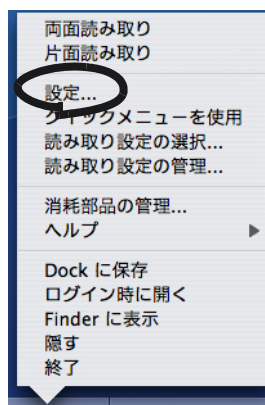 両面読み取り
片面読み取り
設定...
クイックメニューを使用
読み取り設定の選択...
読み取り設定の管理...
消耗部品の管理...
ヘルプ
Dock に保存
ログイン時に開く
Finder に表示
隠す
終了